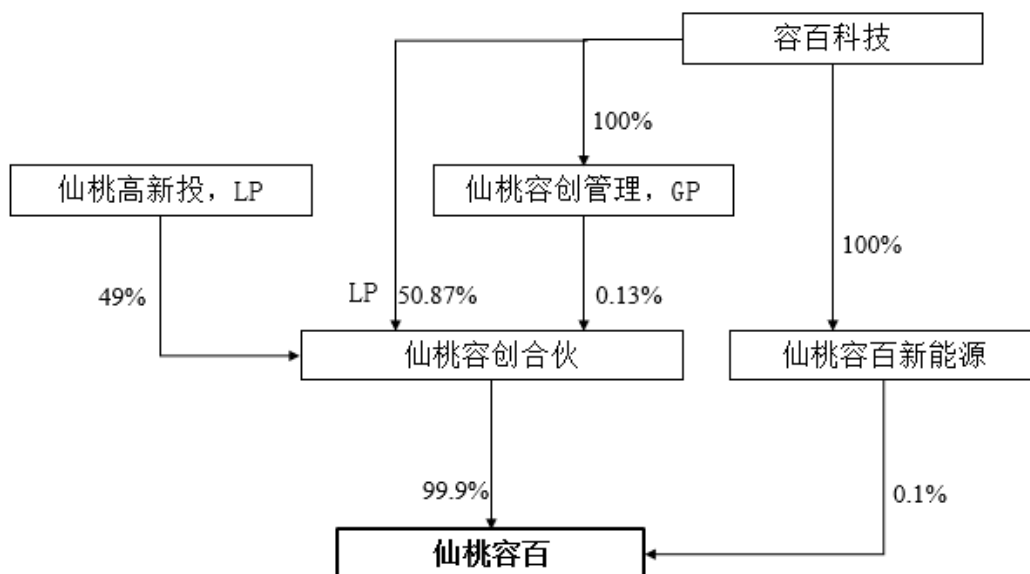 容百科技
100%
仙桃高新投，LP
仙桃容创管理，GP
100%
49%
LP
50.87%
0.13%
仙桃容创合伙
仙桃容百新能源
99.9%
0.1%
仙桃容百